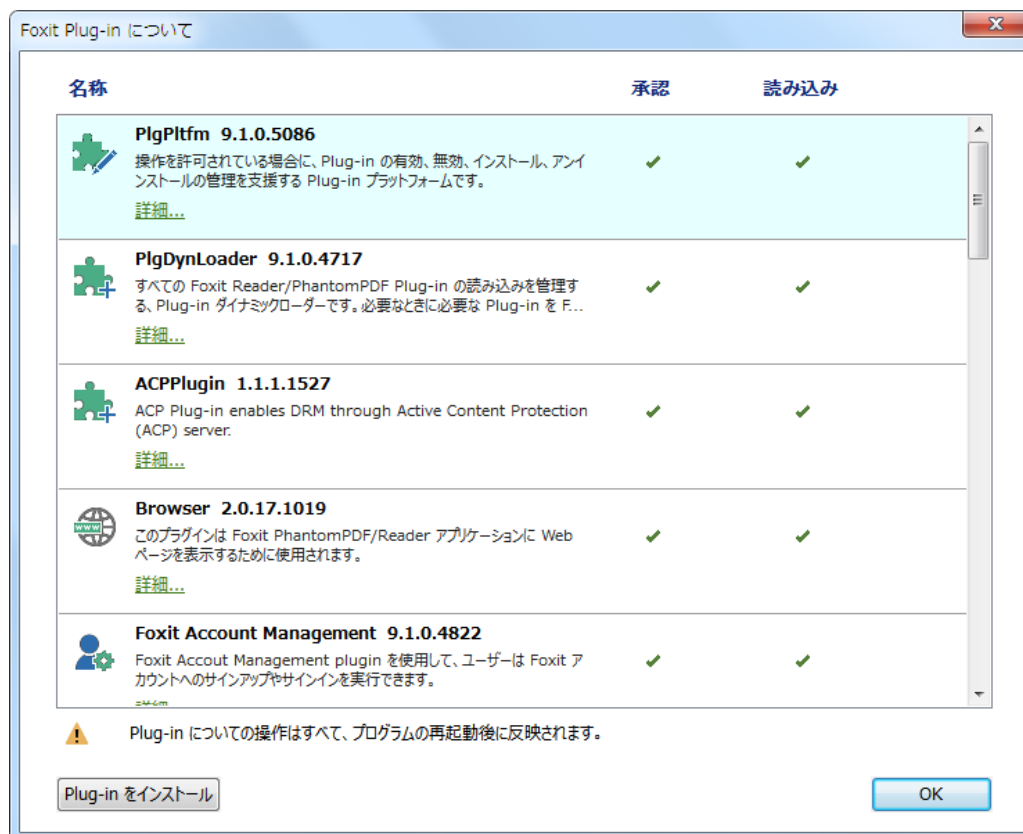 Foxit Plug-in について
名称 承認 読み込み
PlgPltfm 9.1.0.5086
操作を許可されている場合に、Plug-in の有効、無効、インストール、アンイ
ンストールの管理を支援する Plug-in プラットフォームです。
詳細...
PlgDynLoader 9.1.0.4717
すべての Foxit Reader/PhantomPDF Plug-in の読み込みを管理す
る、Plug-in ダイナミックローダーです。必要なときに必要な Plug-in を F...
詳細...
ACPPlugin 1.1.1.1527
ACP Plug-in enables DRM through Active Content Protection
(ACP) server.
詳細...
Browser 2.0.17.1019
このプラグインは Foxit PhantomPDF/Reader アプリケーションに Web
ページを表示するために使用されます。
詳細...
Foxit Account Management 9.1.0.4822
Foxit Accout Management plugin を使用して、ユーザーは Foxit ア
カウントへのサインアップやサインインを実行できます。
Plug-in についての操作はすべて、プログラムの再起動後に反映されます。
Plug-in をインストール OK